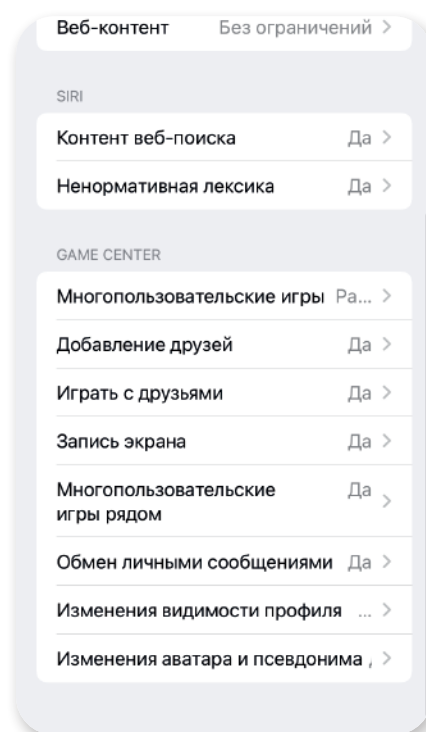 Веб-контент Без ограничений >
SIRI
Контент веб-поиска Да >
Ненормативная лексика Да >
GAME CENTER
Многопользовательские игры Ра... >
Добавление друзей Да >
Играть с друзьями Да >
Запись экрана Да >
Многопользовательские Да >
игры рядом
Обмен личными сообщениями Да >
Изменения видимости профиля ... >
Изменения аватара и псевдонима >